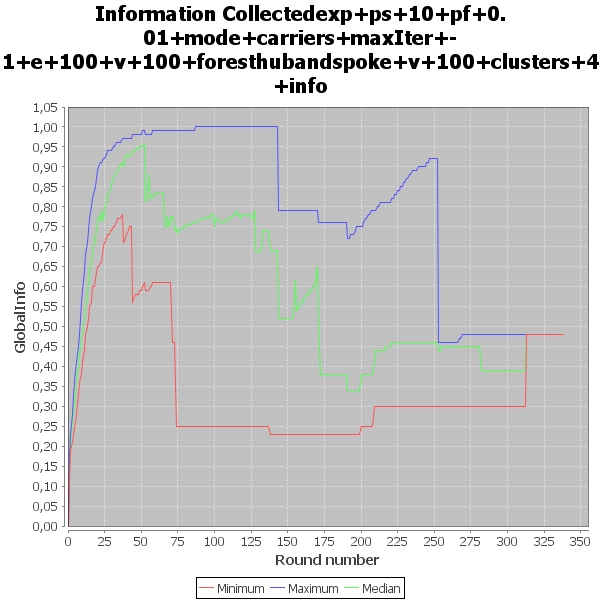 Information Collectedexp+ps+10+pf+0.
01+mode+carriers+maxIter+-
1+e+100+v+100+foresthubandspoke+v+100+clusters+4
+info
1,05
1,00
0,95
0,90
0,85
0,80
0,75
0,70
0,65
0,60
0,55
0,50
0,45
0,40
0,35
0,30
0,25
0,20
0,15
0,10
0,05
0,00
GlobalInfo
0 25 50 75 100 125 150 175 200 225 250 275 300 325 350
Round number
Minimum Maximum Median